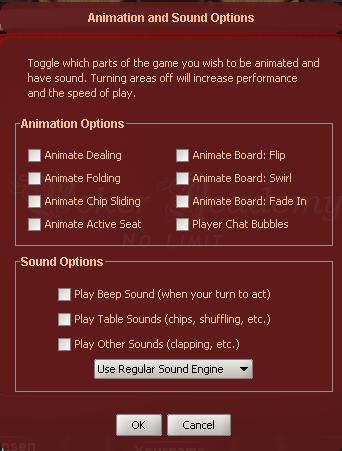 Animation and Sound Options
Toggle which parts of the game you wish to be animated and
have sound. Turning areas off will increase performance
and the speed of play.
Animation Options
Animate Dealing
Animate Board: Flip
Animate Folding
Animate Board: Swirl
Animate Chip Sliding
Animate Board: Fade In
Animate Active Seat
Player Chat Bubbles
Poker Academy
NO LIMIT
Sound Options
Play Beep Sound (when your turn to act)
Play Table Sounds (chips, shuffling, etc.)
Play Other Sounds (clapping, etc.)
Use Regular Sound Engine
OK
Cancel